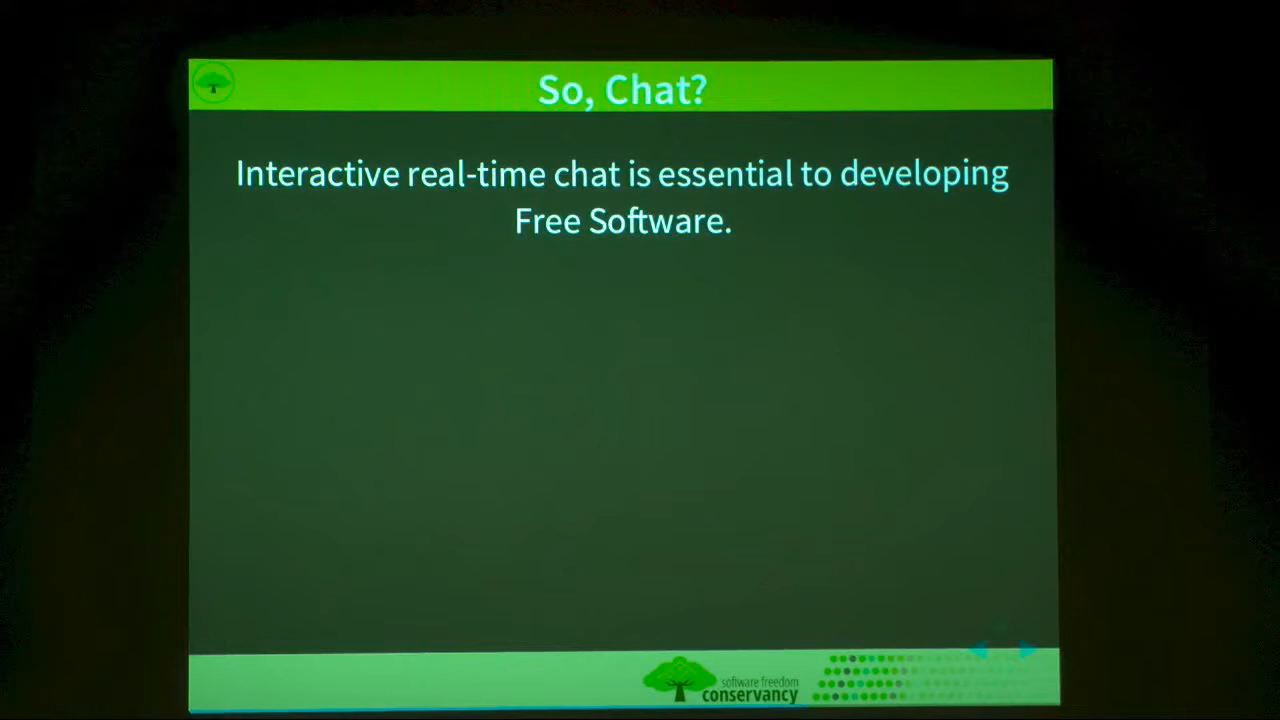 So, Chat?
Interactive real-time chat is essential to developing
Free Software.
software freedom
conservancy